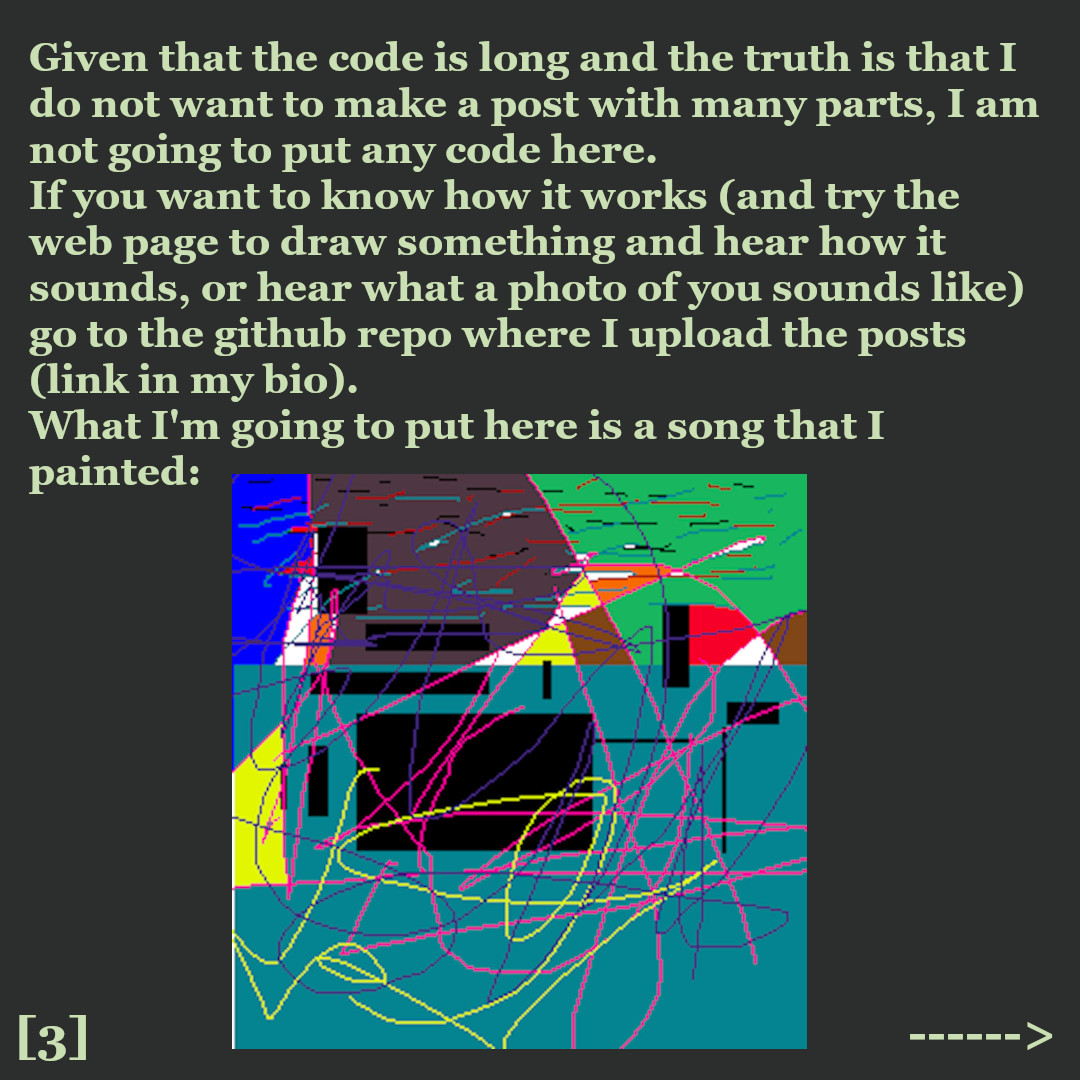 Given that the code is long and the truth is that I
do not want to make a post with many parts, I am
not going to put any code here.
If you want to know how it works (and try the
web page to draw something and hear how it
sounds, or hear what a photo of you sounds like)
go to the github repo where I upload the posts
(link in my bio).
What I'm going to put here is a song that I
painted:
[3]
------>